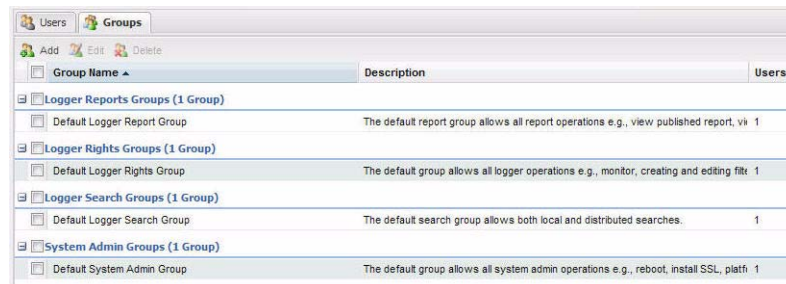 Users Groups
Add Edit Delete
Group Name Description Users
Logger Reports Groups (1 Group)
Default Logger Report Group The default report group allows all report operations e.g., view published report, vi 1
Logger Rights Groups (1 Group)
Default Logger Rights Group The default group allows all logger operations e.g., monitor, creating and editing filte 1
Logger Search Groups (1 Group)
Default Logger Search Group The default search group allows both local and distributed searches. 1
System Admin Groups (1 Group)
Default System Admin Group The default group allows all system admin operations e.g., reboot, install SSL, platf 1